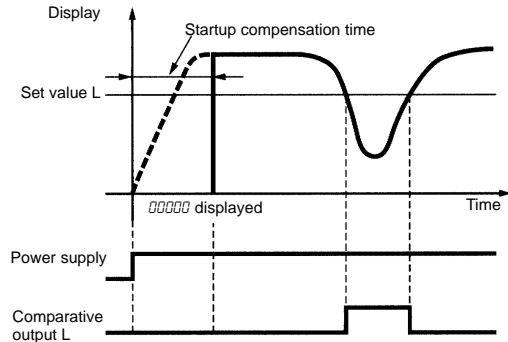 Display
Startup compensation time
Set value L
00000 displayed
Time
Power supply
Comparative
output L